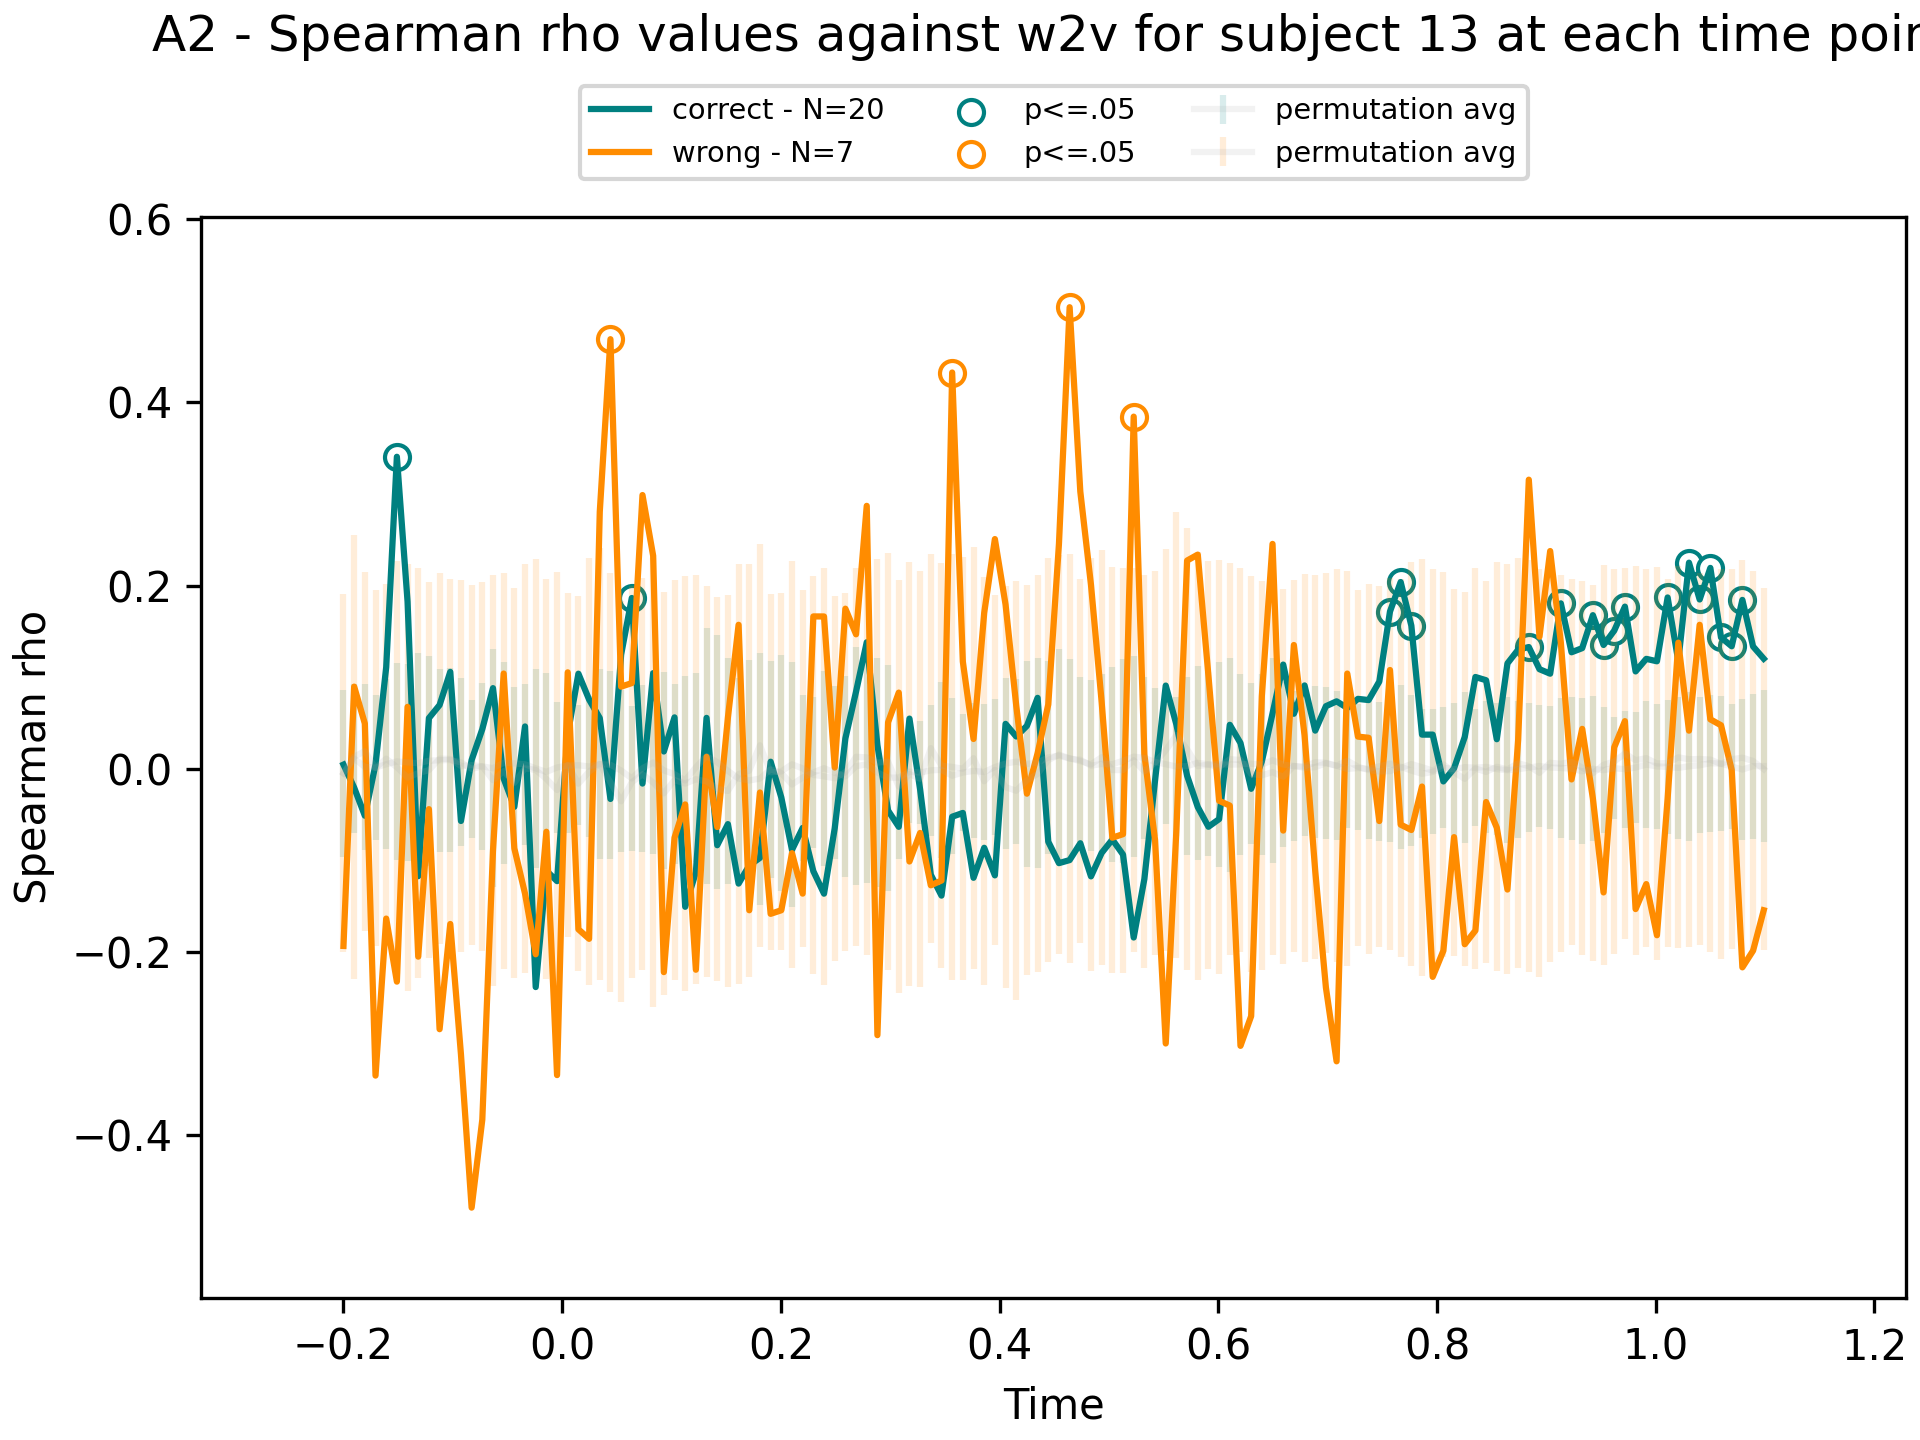 A2 - Spearman rho values against w2v for subject 13 at each time
correct - N=20 p<=.05 permutation avg
wrong - N=7 p<=.05 permutation avg
Spearman rho
0.6
0.4
0.2
0.0
−0.2
−0.4
−0.2 0.0 0.2 0.4 0.6 0.8 1.0 1.2
Time